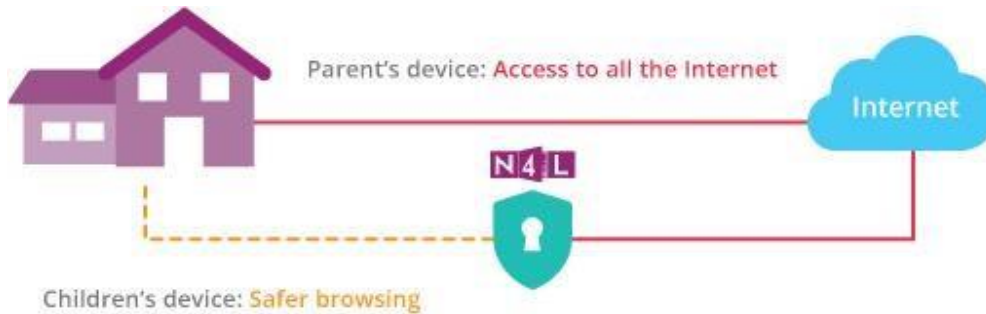 Parent's device: Access to all the Internet
Internet
N4L
Children's device: Safer browsing